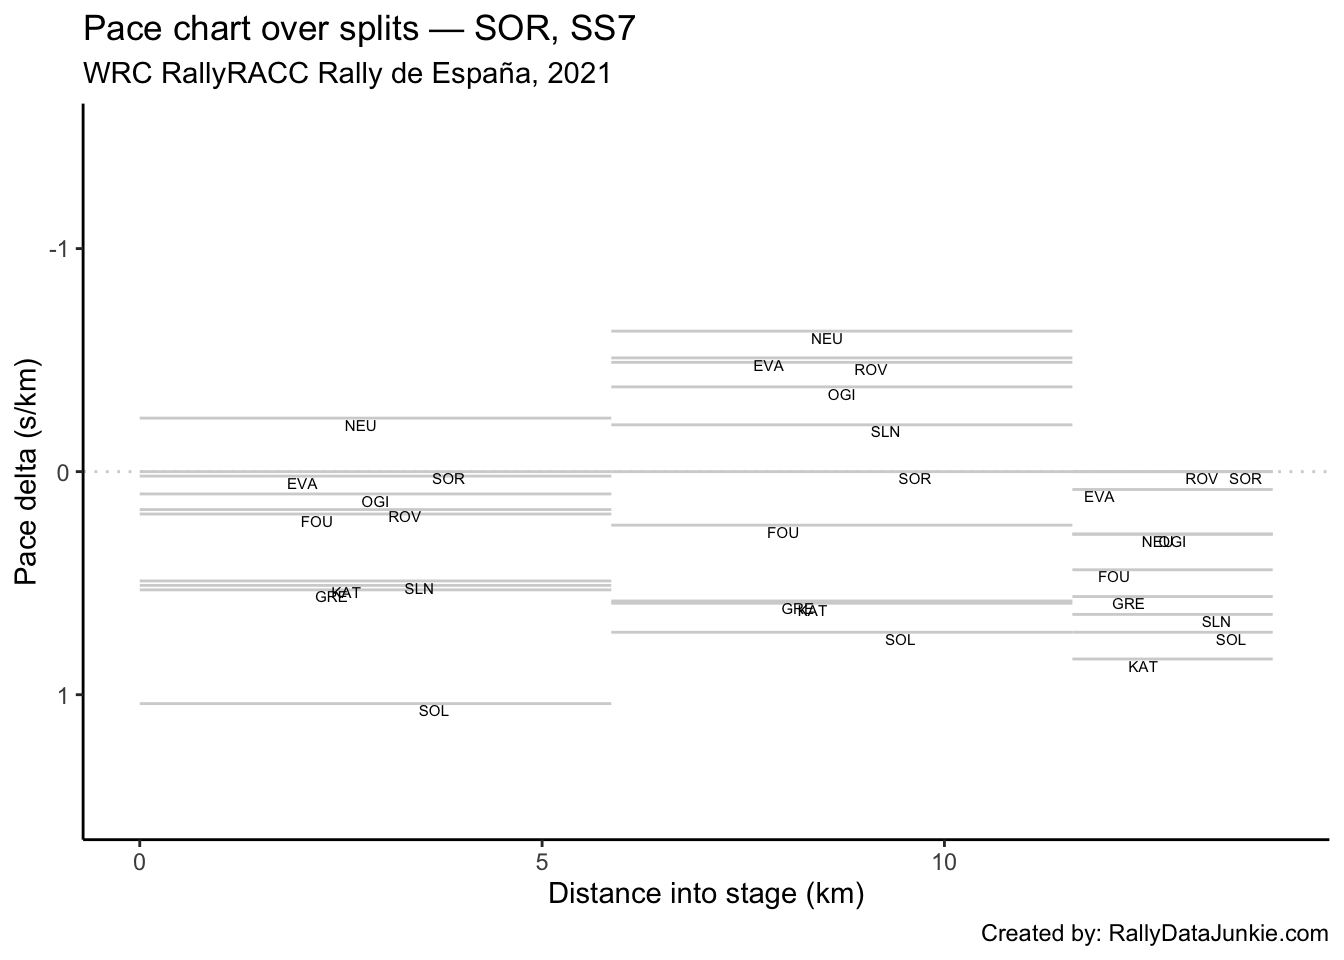 Pace chart over splits — SOR, SS7
WRC RallyRACC Rally de España, 2021
Pace delta (s/km)
-1
0
1
NEU
EVA
ROV
OGI
SLN
NEU
SOR
SOR
ROV
SOR
EVA
OGI
ROV
FOU
EVA
FOU
NEU
OGI
FOU
KAT
GRE
SLN
GRE
KAT
GRE
SLN
SOL
SOL
KAT
SOL
0
5
10
Distance into stage (km)
Created by: RallyDataJunkie.com